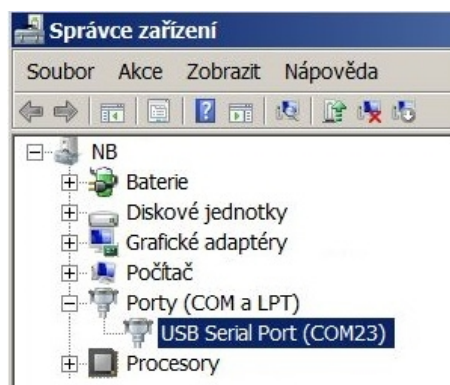 Správce zařízení
Soubor Akce Zobrazit Nápověda
NB
Baterie
Diskové jednotky
Grafické adaptéry
Počítač
Porty (COM a LPT)
USB Serial Port (COM23)
Procesory